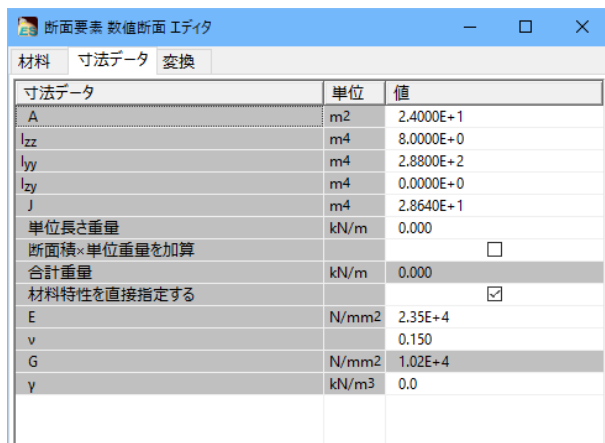 断面要素 数値断面 エディタ
材料 寸法データ 変換
寸法データ 単位 値
A m2 2.4000E+1
Izz m4 8.0000E+0
Iyy m4 2.8800E+2
Izy m4 0.0000E+0
J m4 2.8640E+1
単位長さ重量 kN/m 0.000
断面積×単位重量を加算
合計重量 kN/m 0.000
材料特性を直接指定する
E N/mm2 2.35E+4
ν 0.150
G N/mm2 1.02E+4
γ kN/m3 0.0